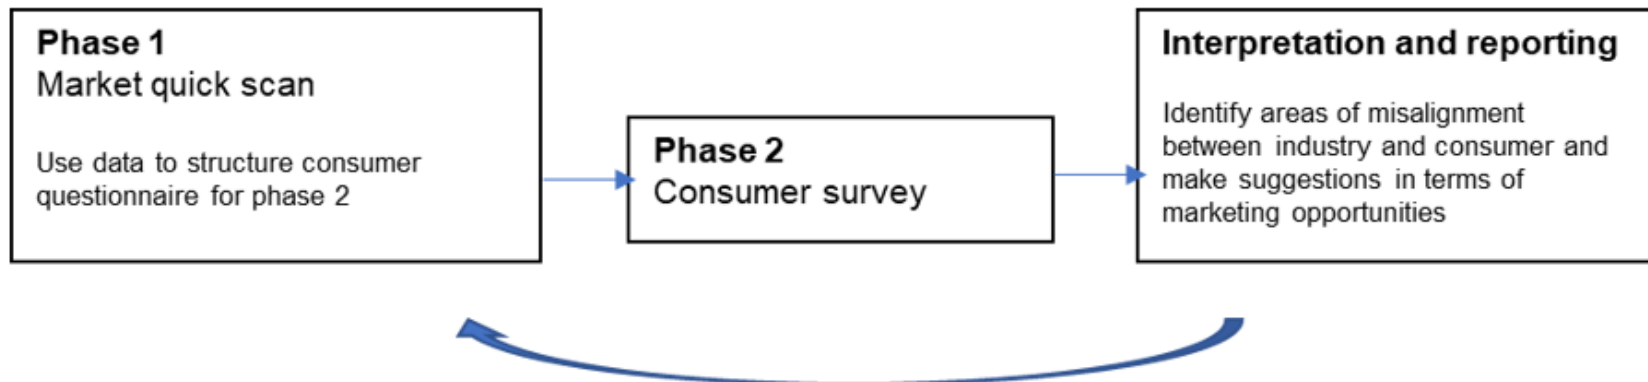 Phase 1
Market quick scan
Use data to structure consumer
questionnaire for phase 2
Phase 2
Consumer survey
Interpretation and reporting
Identify areas of misalignment
between industry and consumer and
make suggestions in terms of
marketing opportunities